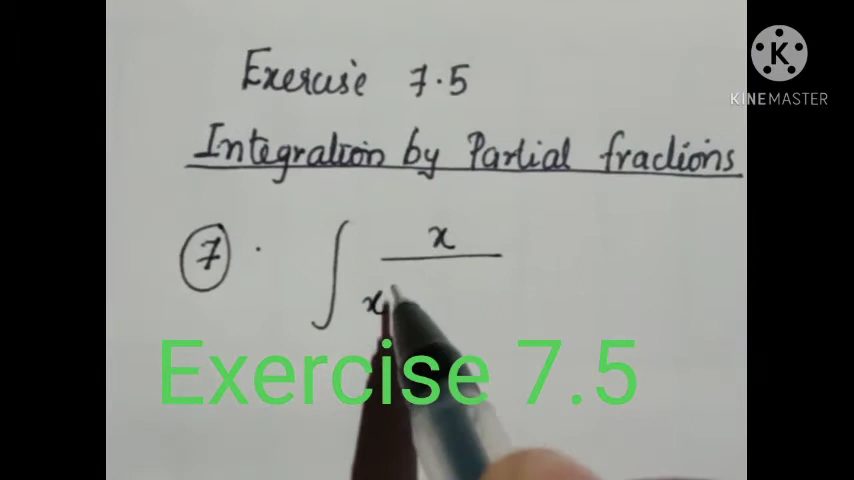 Exercise 7.5
Integration by Partial fractions
7. ∫ x
x
Exercise 7.5
KINEMASTER